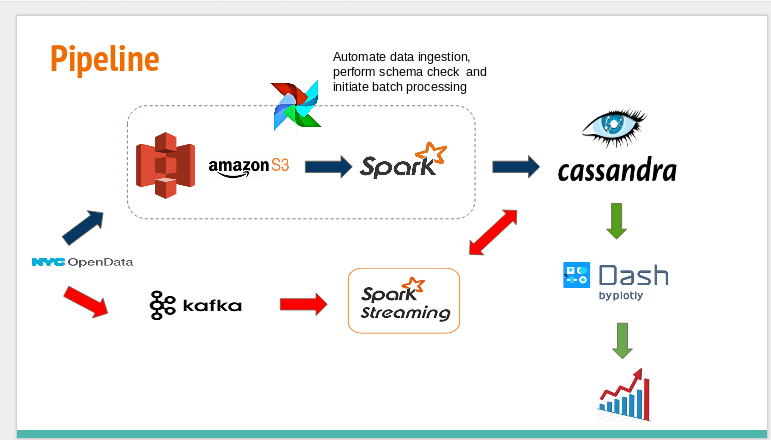 Pipeline
Automate data ingestion,
perform schema check and
initiate batch processing
amazon S3
Spark
cassandra
NYC OpenData
kafka
Spark
Streaming
Dash
by plotly